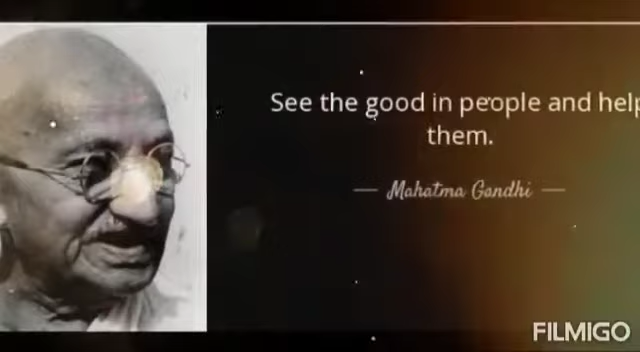 See the good in people and help
them.
— Mahatma Gandhi —
FILMIGO